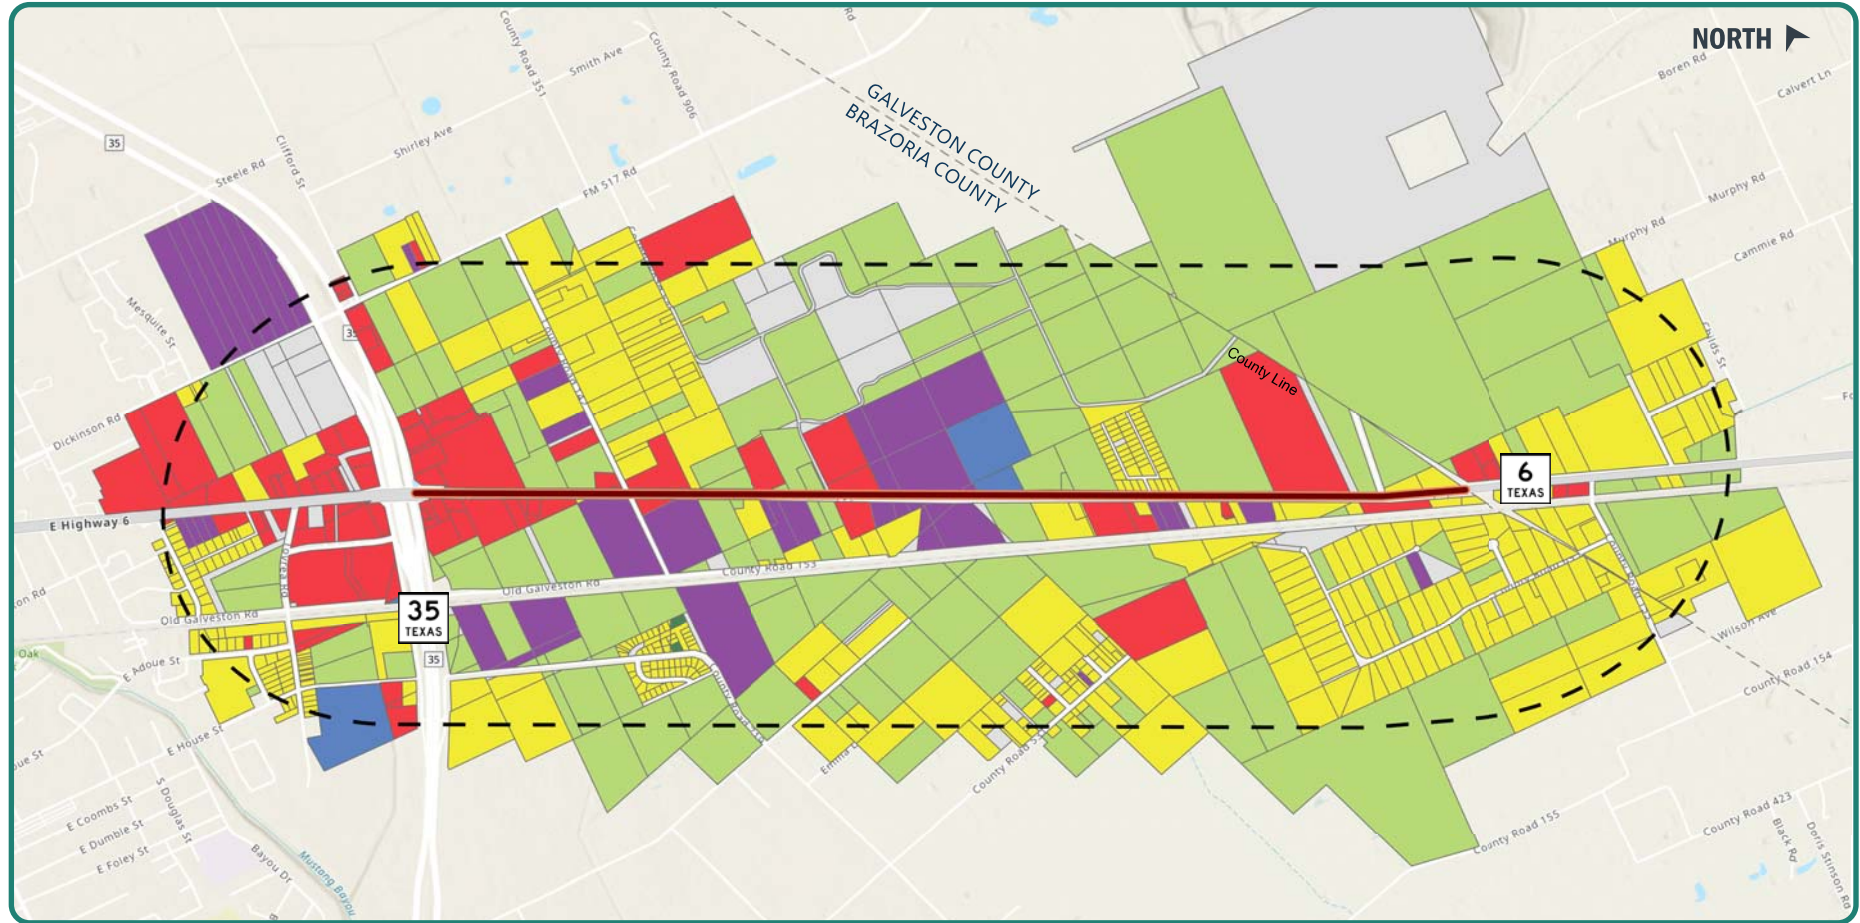 NORTH
County Road 351
Smith Ave
County Road 906
Rd
Boren Rd
Calvert Ln
GALVESTON COUNTY
BRAZORIA COUNTY
35
Steele Rd
Clifford St
Shirley Ave
FM 517 Rd
Murphy Rd
Murphy Rd
Cammie Rd
Mesquite St
35
Childs St
County Line
Dickinson Rd
6
TEXAS
E Highway 6
County Road 153
Old Galveston Rd
Old Galveston Rd
35
TEXAS
35
Oak
E Adoue St
Wilson Ave
County Road 154
E House St
County Road 155
County Road 423
Black Rd
Doris Stinson Rd
E Coombs St
E Dumble St
E Foley St
S Douglas St
Bayou Dr
Mustang Bayou